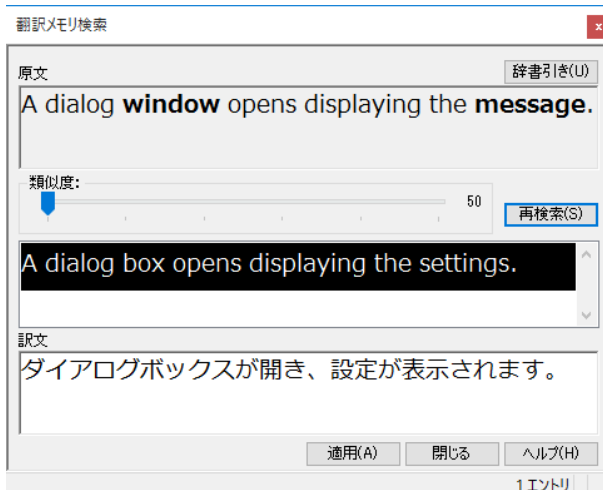 翻訳メモリ検索
x
原文
辞書引き(U)
A dialog window opens displaying the message.
類似度:
50
再検索(S)
A dialog box opens displaying the settings.
訳文
ダイアログボックスが開き、設定が表示されます。
適用(A) 閉じる ヘルプ(H)
1 エントリ